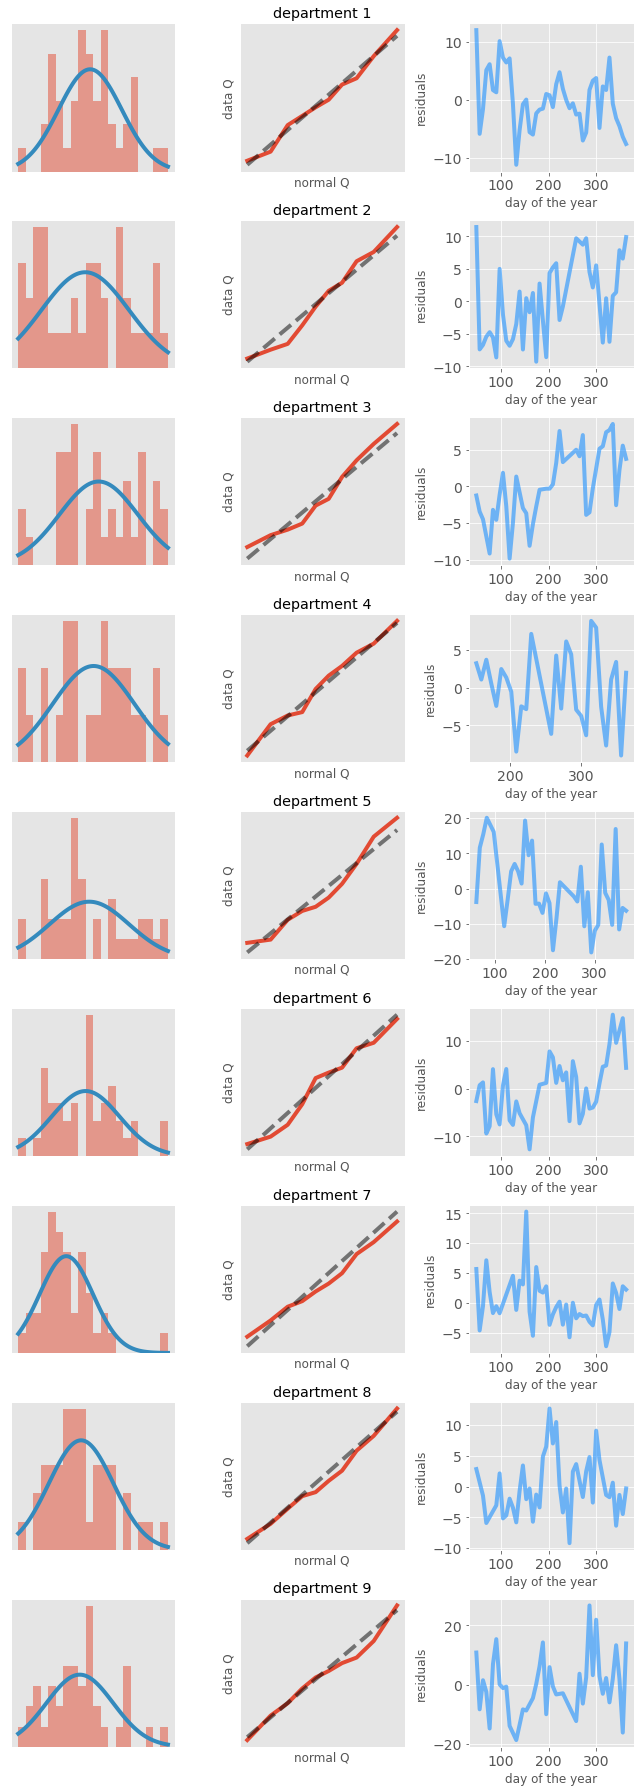 department 1
data Q
normal Q
residuals
10
0
−10
100 200 300
day of the year
department 2
data Q
normal Q
residuals
10
5
0
−5
−10
100 200 300
day of the year
department 3
data Q
normal Q
residuals
5
0
−5
−10
100 200 300
day of the year
department 4
data Q
normal Q
residuals
5
0
−5
200 300
day of the year
department 5
data Q
normal Q
residuals
20
10
0
−10
−20
100 200 300
day of the year
department 6
data Q
normal Q
residuals
10
0
−10
100 200 300
day of the year
department 7
data Q
normal Q
residuals
15
10
5
0
−5
100 200 300
day of the year
department 8
data Q
normal Q
residuals
15
10
5
0
−5
−10
100 200 300
day of the year
department 9
data Q
normal Q
residuals
20
0
−20
100 200 300
day of the year